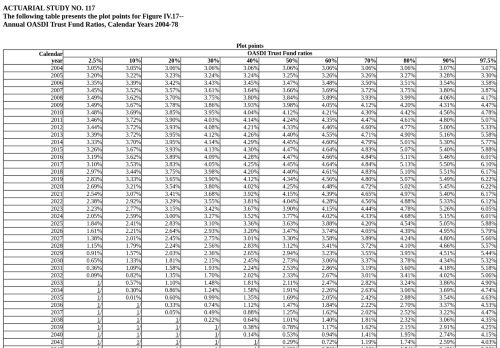 ACTUARIAL STUDY NO. 117
The following table presents the plot points for Figure IV.17--
Annual OASDI Trust Fund Ratios, Calendar Years 2004-78
Plot points
Calendar OASDI Trust Fund ratios
year 2.5% 10% 20% 30% 40% 50% 60% 70% 80% 90% 97.5%
2004 3.05% 3.05% 3.06% 3.06% 3.06% 3.06% 3.06% 3.06% 3.06% 3.07% 3.07%
2005 3.20% 3.22% 3.23% 3.24% 3.24% 3.25% 3.26% 3.26% 3.27% 3.28% 3.30%
2006 3.35% 3.39% 3.42% 3.43% 3.45% 3.47% 3.48% 3.50% 3.51% 3.54% 3.58%
2007 3.45% 3.52% 3.57% 3.61% 3.64% 3.66% 3.69% 3.72% 3.75% 3.80% 3.87%
2008 3.49% 3.62% 3.70% 3.75% 3.80% 3.84% 3.89% 3.93% 3.99% 4.06% 4.17%
2009 3.49% 3.67% 3.78% 3.86% 3.93% 3.98% 4.05% 4.12% 4.20% 4.31% 4.47%
2010 3.48% 3.69% 3.85% 3.95% 4.04% 4.12% 4.21% 4.30% 4.42% 4.56% 4.78%
2011 3.46% 3.72% 3.90% 4.03% 4.14% 4.24% 4.35% 4.47% 4.61% 4.80% 5.07%
2012 3.44% 3.72% 3.93% 4.08% 4.21% 4.33% 4.46% 4.60% 4.77% 5.00% 5.33%
2013 3.39% 3.72% 3.95% 4.12% 4.26% 4.40% 4.55% 4.71% 4.90% 5.16% 5.58%
2014 3.33% 3.70% 3.95% 4.14% 4.29% 4.45% 4.60% 4.79% 5.01% 5.30% 5.77%
2015 3.26% 3.67% 3.93% 4.13% 4.30% 4.47% 4.64% 4.83% 5.07% 5.40% 5.88%
2016 3.19% 3.62% 3.89% 4.09% 4.28% 4.47% 4.66% 4.84% 5.11% 5.46% 6.01%
2017 3.10% 3.53% 3.83% 4.05% 4.25% 4.45% 4.64% 4.84% 5.13% 5.50% 6.10%
2018 2.97% 3.44% 3.75% 3.98% 4.20% 4.40% 4.61% 4.83% 5.10% 5.51% 6.17%
2019 2.83% 3.33% 3.65% 3.90% 4.12% 4.34% 4.56% 4.80% 5.07% 5.49% 6.22%
2020 2.69% 3.21% 3.54% 3.80% 4.02% 4.25% 4.48% 4.72% 5.02% 5.45% 6.22%
2021 2.54% 3.07% 3.41% 3.68% 3.92% 4.15% 4.39% 4.65% 4.97% 5.40% 6.17%
2022 2.38% 2.92% 3.29% 3.55% 3.81% 4.04% 4.28% 4.56% 4.88% 5.33% 6.12%
2023 2.23% 2.77% 3.15% 3.42% 3.67% 3.90% 4.15% 4.44% 4.78% 5.26% 6.05%
2024 2.05% 2.59% 3.00% 3.27% 3.52% 3.77% 4.02% 4.33% 4.68% 5.15% 6.01%
2025 1.84% 2.41% 2.83% 3.10% 3.36% 3.63% 3.88% 4.20% 4.54% 5.05% 5.88%
2026 1.61% 2.21% 2.64% 2.93% 3.20% 3.47% 3.74% 4.05% 4.39% 4.95% 5.79%
2027 1.38% 2.01% 2.45% 2.75% 3.01% 3.30% 3.58% 3.89% 4.24% 4.80% 5.66%
2028 1.15% 1.79% 2.24% 2.56% 2.83% 3.12% 3.41% 3.72% 4.10% 4.66% 5.57%
2029 0.91% 1.57% 2.03% 2.36% 2.65% 2.94% 3.23% 3.55% 3.95% 4.51% 5.44%
2030 0.65% 1.33% 1.81% 2.15% 2.45% 2.73% 3.06% 3.37% 3.78% 4.34% 5.32%
2031 0.36% 1.09% 1.58% 1.93% 2.24% 2.53% 2.86% 3.19% 3.60% 4.18% 5.18%
2032 0.09% 0.82% 1.35% 1.70% 2.02% 2.33% 2.67% 3.01% 3.41% 4.02% 5.06%
2033 1/ 0.57% 1.10% 1.48% 1.81% 2.11% 2.47% 2.82% 3.24% 3.86% 4.90%
2034 1/ 0.30% 0.86% 1.24% 1.58% 1.91% 2.26% 2.63% 3.06% 3.69% 4.74%
2035 1/ 0.01% 0.60% 0.99% 1.35% 1.69% 2.05% 2.42% 2.88% 3.54% 4.63%
2036 1/ 1/ 0.33% 0.74% 1.12% 1.47% 1.84% 2.22% 2.70% 3.37% 4.53%
2037 1/ 1/ 0.05% 0.49% 0.88% 1.25% 1.62% 2.02% 2.52% 3.22% 4.47%
2038 1/ 1/ 1/ 0.22% 0.64% 1.01% 1.40% 1.81% 2.32% 3.06% 4.35%
2039 1/ 1/ 1/ 1/ 0.38% 0.78% 1.17% 1.62% 2.15% 2.91% 4.25%
2040 1/ 1/ 1/ 1/ 0.14% 0.53% 0.94% 1.41% 1.95% 2.74% 4.15%
2041 1/ 1/ 1/ 1/ 1/ 0.29% 0.72% 1.19% 1.74% 2.59% 4.03%